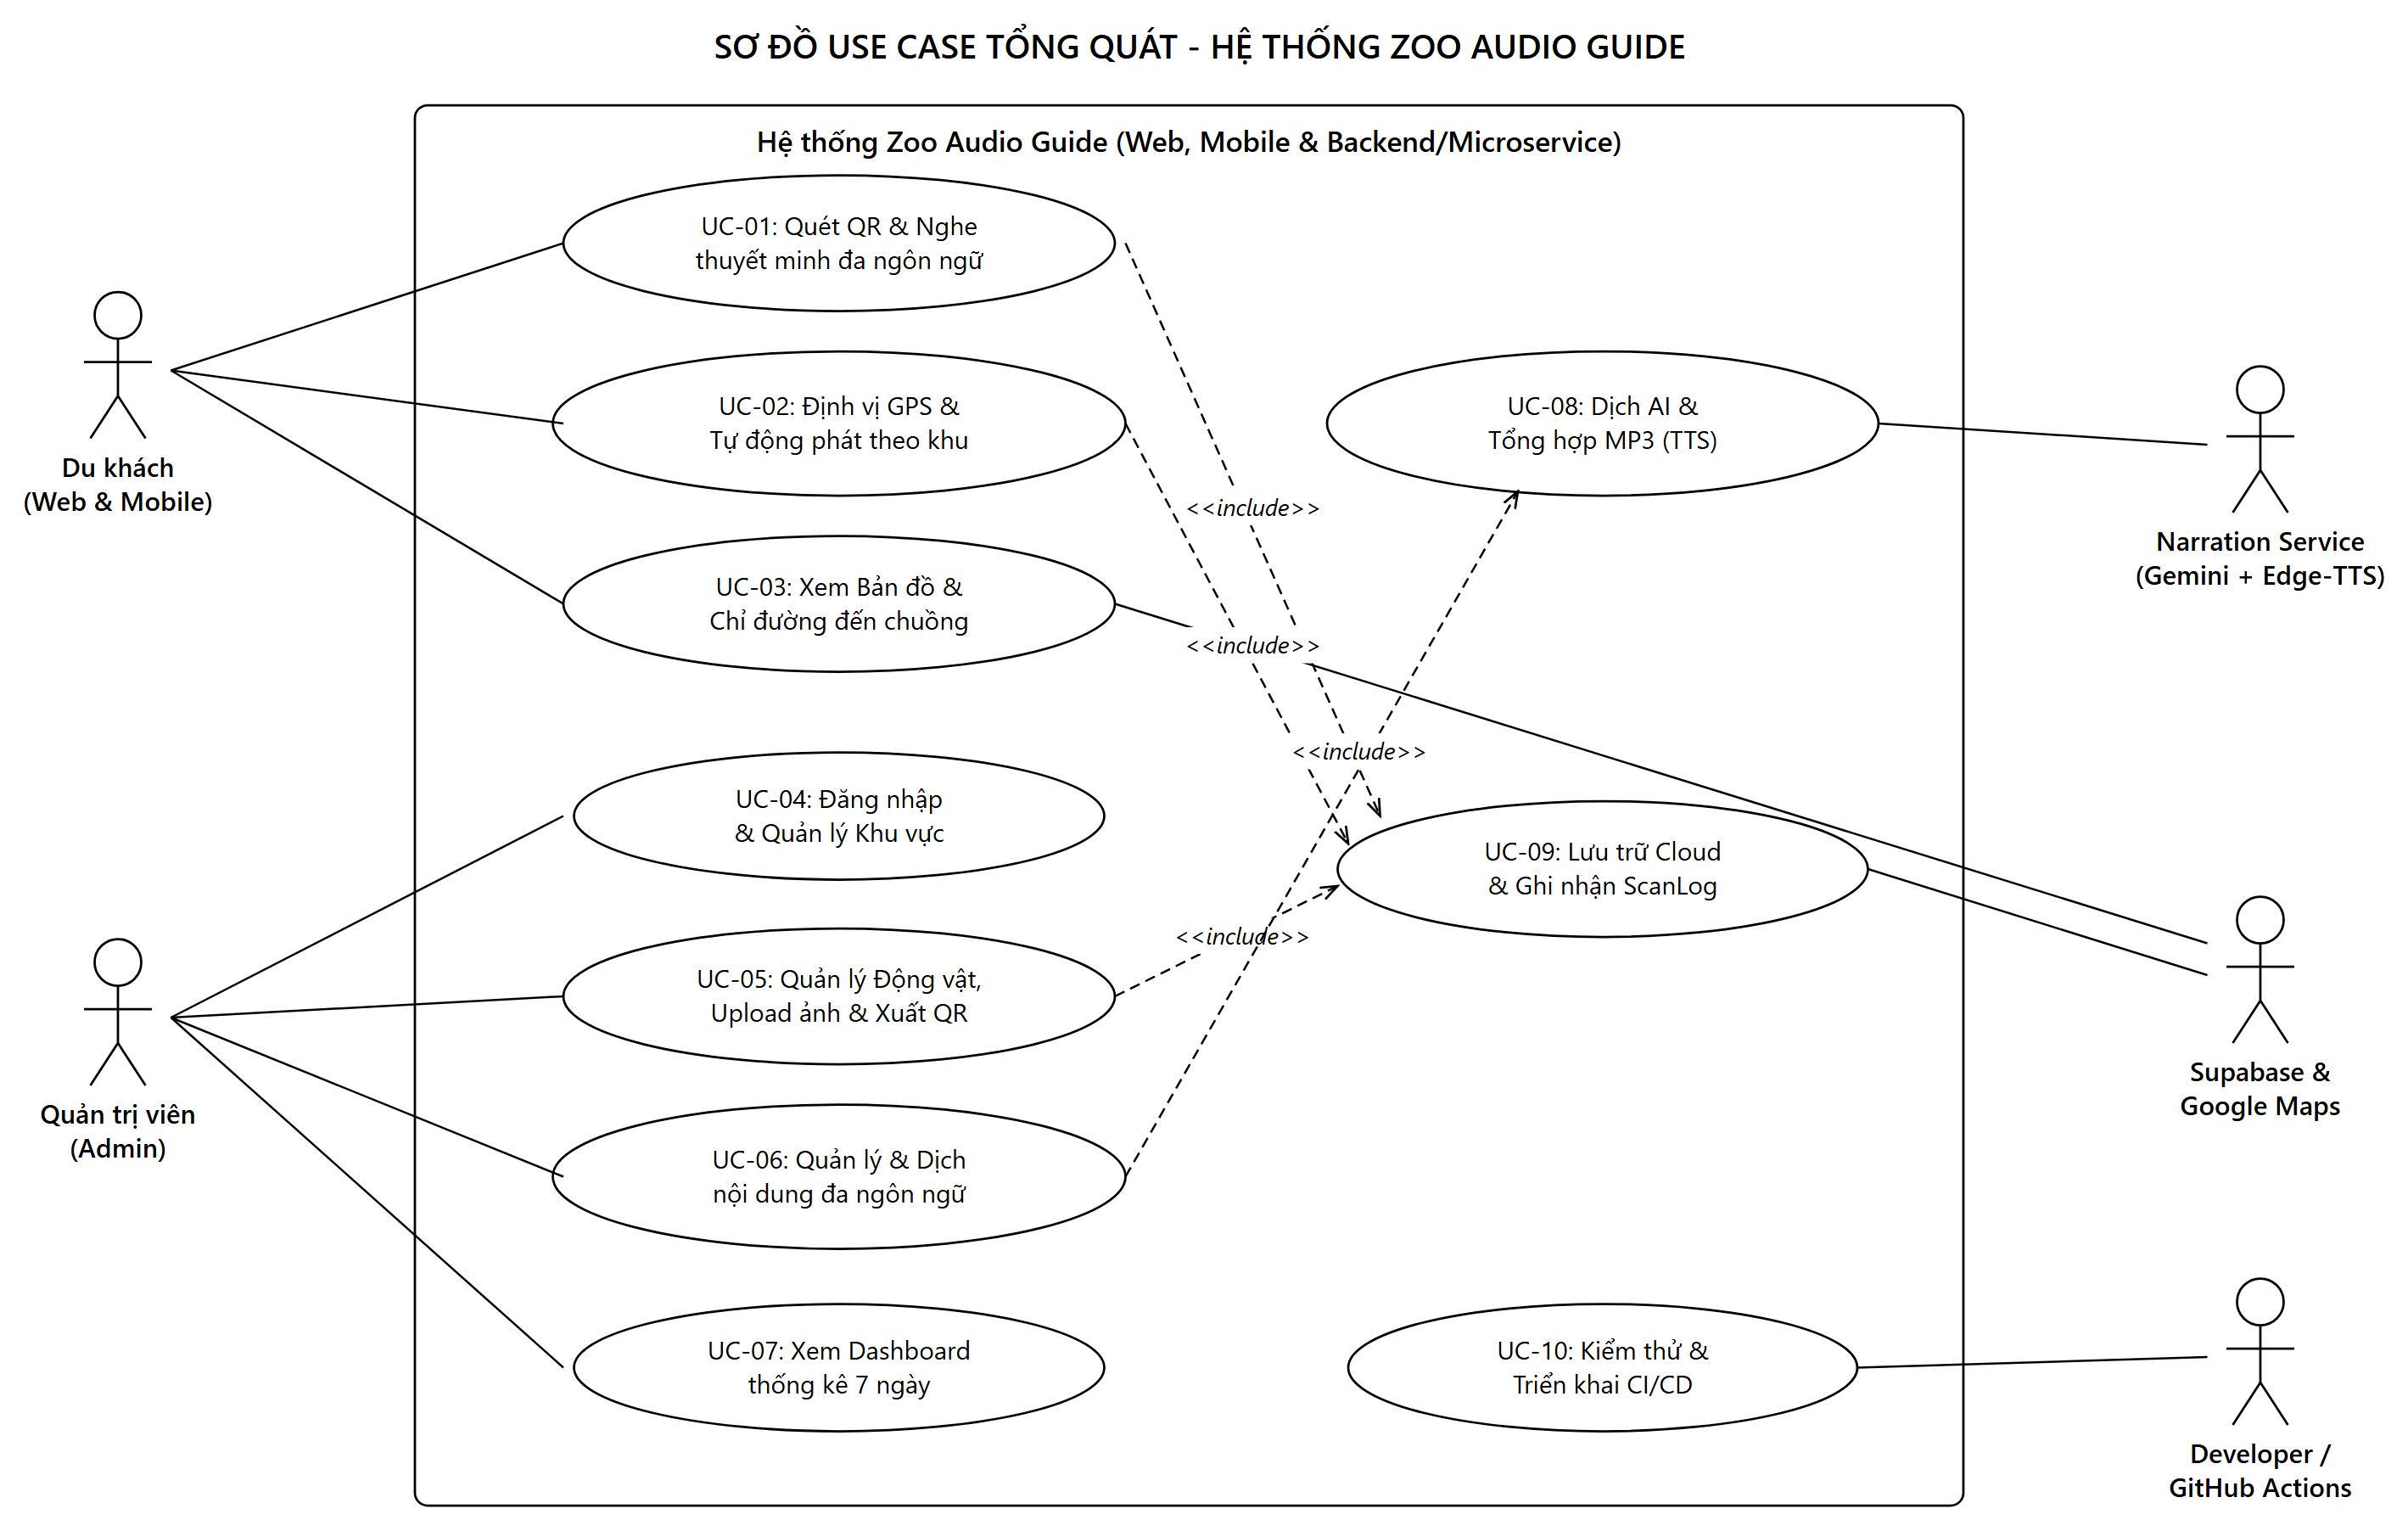 SƠ ĐỒ USE CASE TỔNG QUÁT - HỆ THỐNG ZOO AUDIO GUIDE
Hệ thống Zoo Audio Guide (Web, Mobile & Backend/Microservice)
UC-01: Quét QR & Nghe
thuyết minh đa ngôn ngữ
UC-02: Định vị GPS &
Tự động phát theo khu
UC-03: Xem Bản đồ &
Chỉ đường đến chuồng
UC-04: Đăng nhập
& Quản lý Khu vực
UC-05: Quản lý Động vật,
Upload ảnh & Xuất QR
UC-06: Quản lý & Dịch
nội dung đa ngôn ngữ
UC-07: Xem Dashboard
thống kê 7 ngày
UC-08: Dịch AI &
Tổng hợp MP3 (TTS)
UC-09: Lưu trữ Cloud
& Ghi nhận ScanLog
UC-10: Kiểm thử &
Triển khai CI/CD
<<include>>
<<include>>
<<include>>
<<include>>
Du khách
(Web & Mobile)
Quản trị viên
(Admin)
Narration Service
(Gemini + Edge-TTS)
Supabase &
Google Maps
Developer /
GitHub Actions